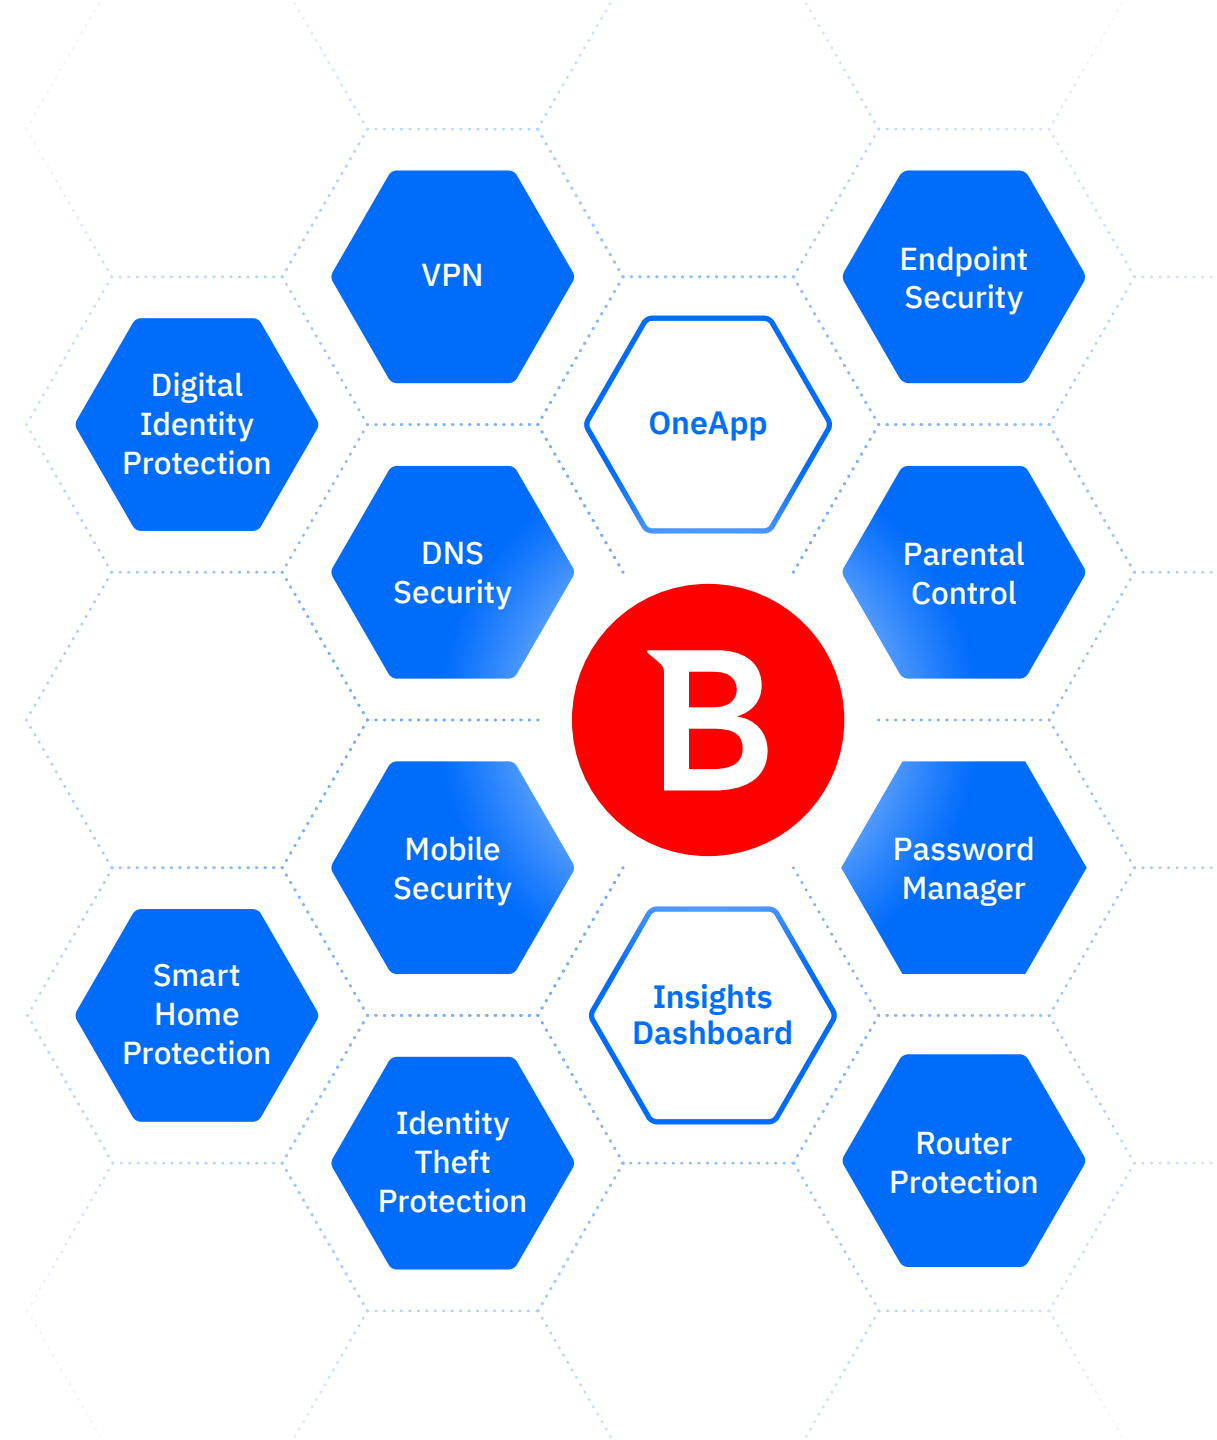 VPN
Endpoint
Security
Digital
Identity
Protection
OneApp
DNS
Security
Parental
Control
B
Mobile
Security
Password
Manager
Smart
Home
Protection
Insights
Dashboard
Identity
Theft
Protection
Router
Protection